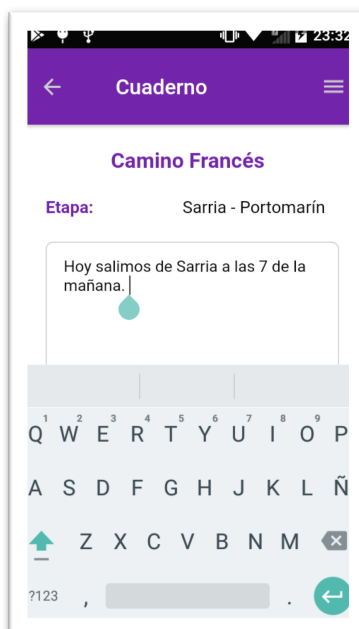 23:32
Cuaderno
Camino Francés
Etapa: Sarria - Portomarín
Hoy salimos de Sarria a las 7 de la
mañana.
1 2 3 4 5 6 7 8 9
Q W E R T Y U I O P
A S D F G H J K L Ñ
Z X C V B N M
?123 , .